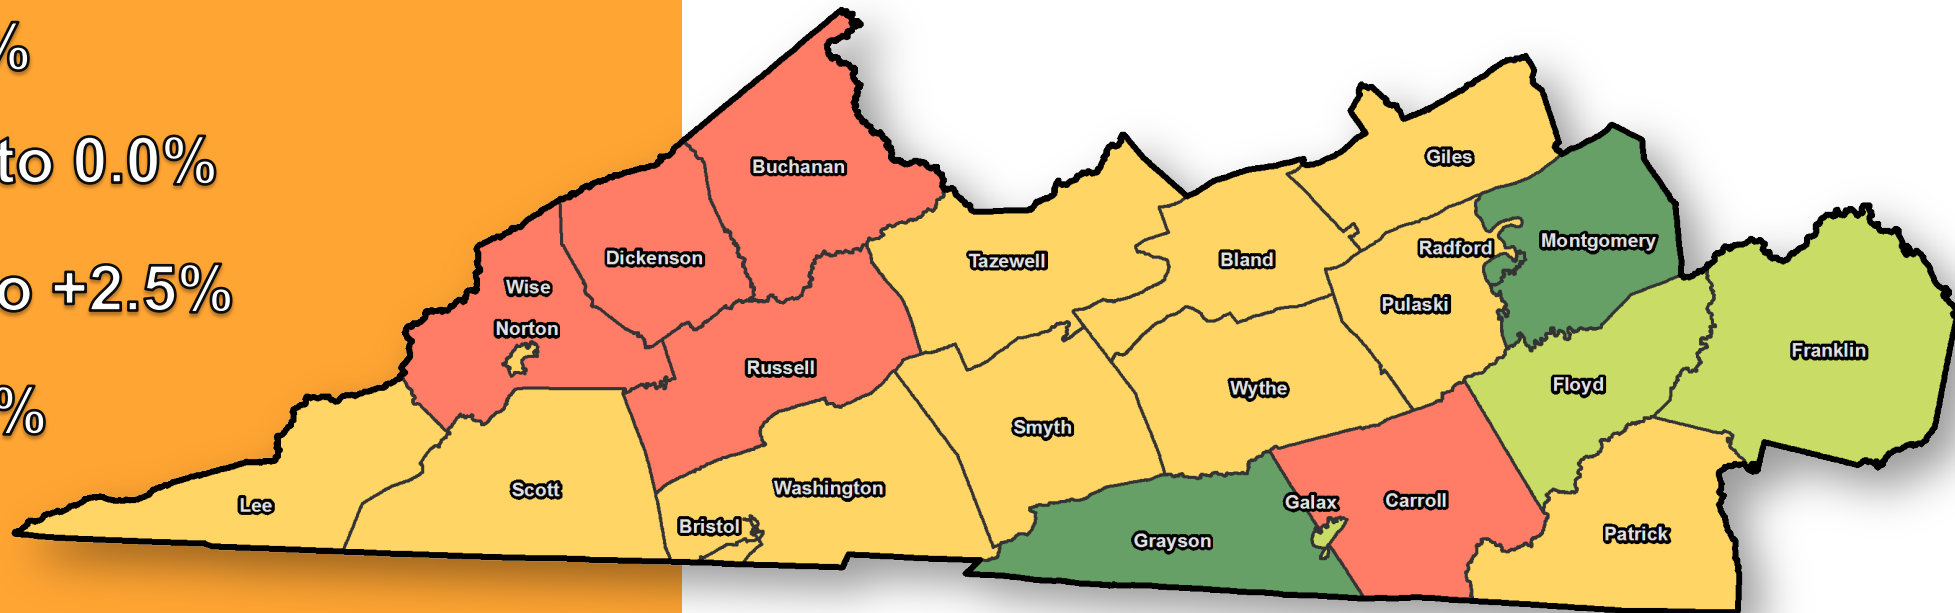 %
to 0.0%
o +2.5%
%
Buchanan
Giles
Dickenson
Tazewell
Bland
Radford
Montgomery
Wise
Norton
Pulaski
Russell
Wythe
Floyd
Franklin
Smyth
Lee
Scott
Washington
Bristol
Galax
Carroll
Grayson
Patrick